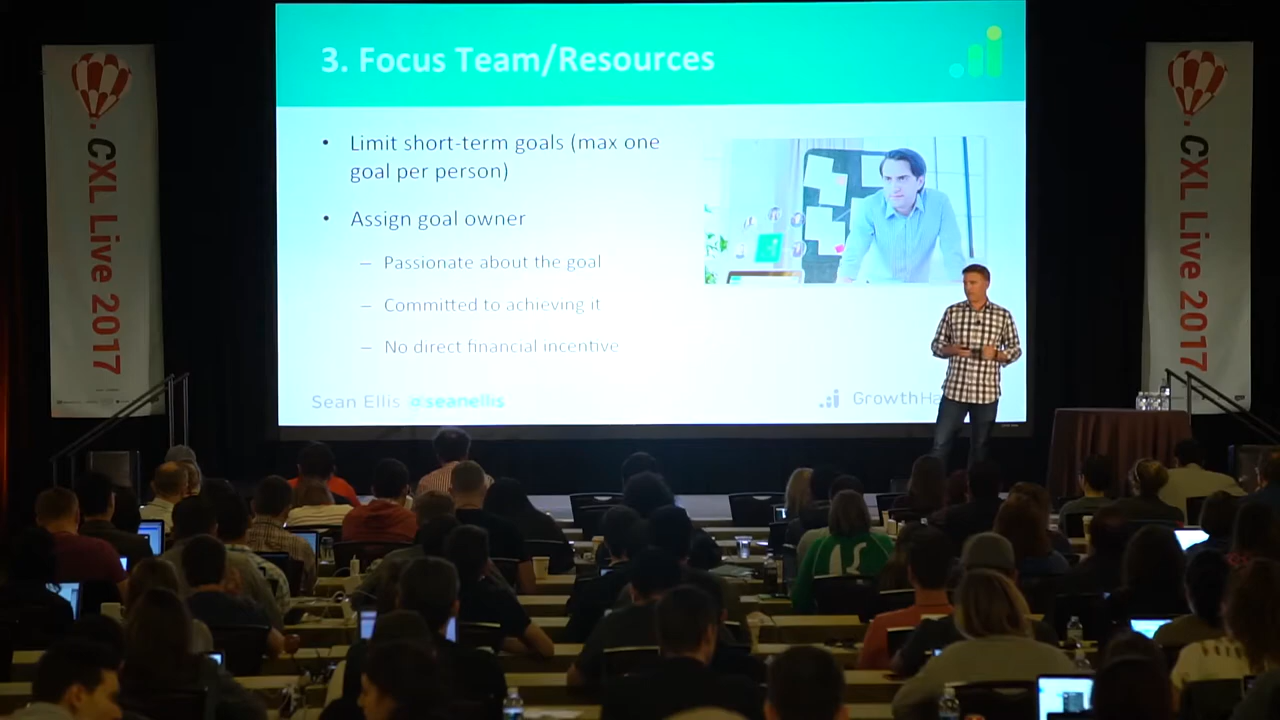 3. Focus Team/Resources
• Limit short-term goals (max one
goal per person)
• Assign goal owner
– Passionate about the goal
– Committed to achieving it
– No direct financial incentive
Sean Ellis @seanellis
GrowthHa
CXL Live 2017
CXL Live 2017